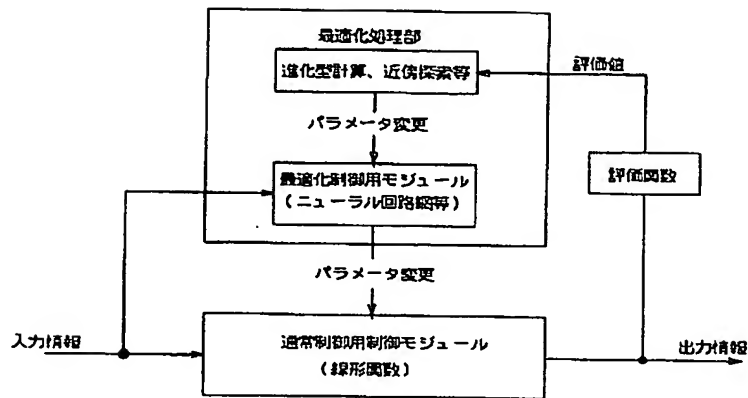 最適化処理部
進化型計算、近傍探索等
評価値
パラメータ変更
最適化制御用モジュール
(ニューラル回路網等)
評価関数
パラメータ変更
入力情報
通常制御用制御モジュール
(線形関数)
出力情報